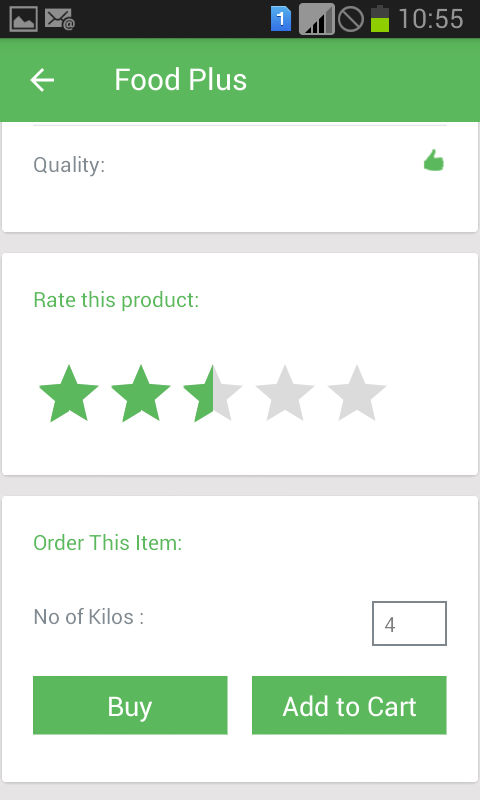 1 10:55
Food Plus
Quality:
Rate this product:
Order This Item:
No of Kilos : 4
Buy Add to Cart